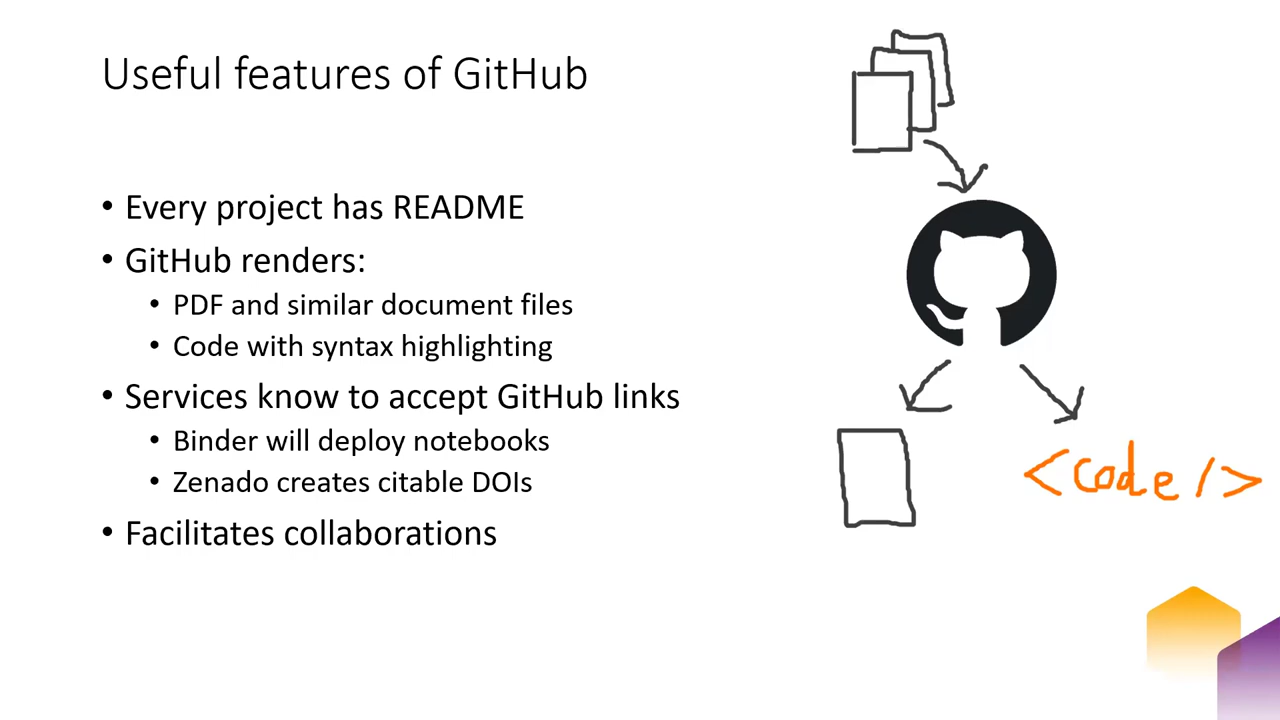 Useful features of GitHub
• Every project has README
• GitHub renders:
• PDF and similar document files
• Code with syntax highlighting
• Services know to accept GitHub links
• Binder will deploy notebooks
• Zenado creates citable DOIs
• Facilitates collaborations
<code/>